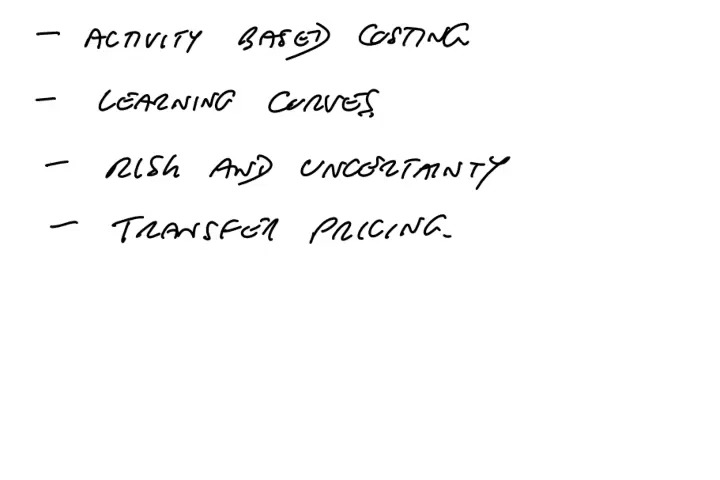 - ACTIVITY BASED COSTING
- LEARNING CURVES
- RISK AND UNCERTAINTY
- TRANSFER PRICING.